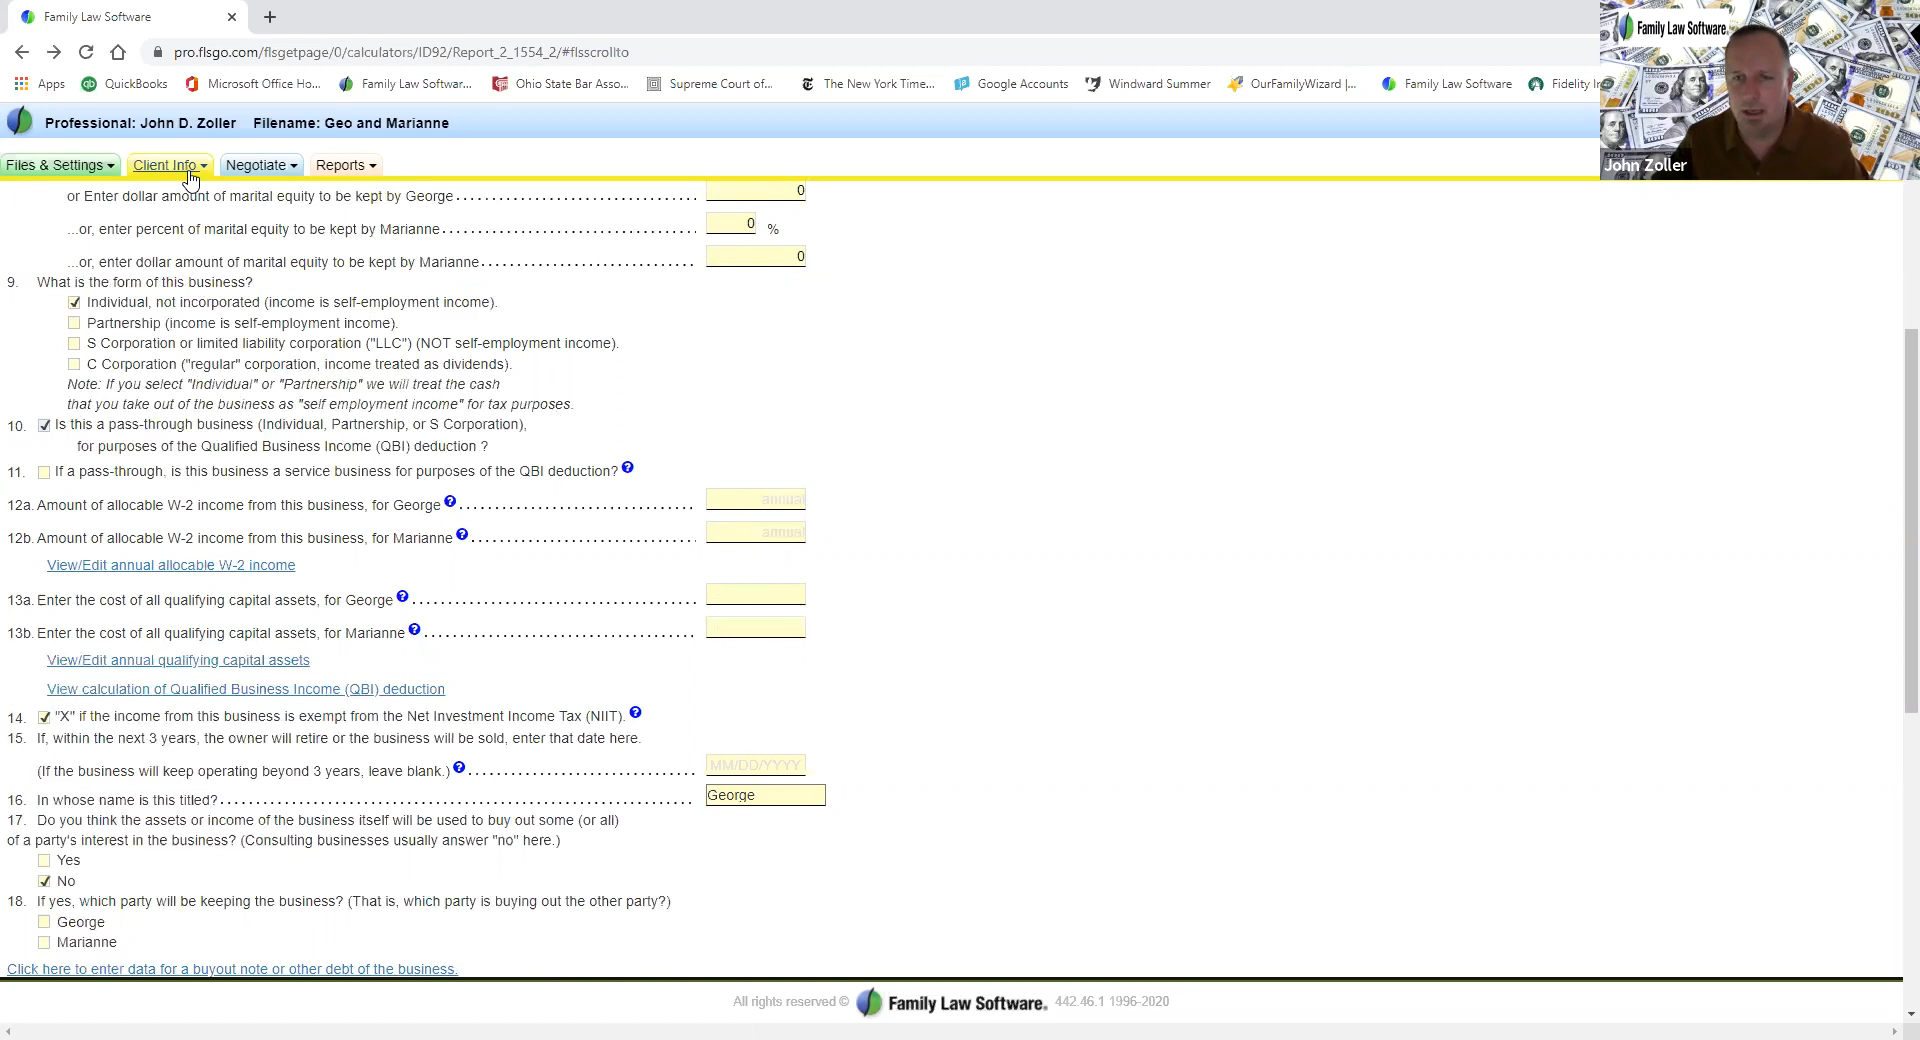 Family Law Software
pro.flsgo.com/flsgetpage/0/calculators/ID92/Report_2_1554_2/#flsscrollto
Apps
QuickBooks
Microsoft Office Ho...
Family Law Softwar...
Ohio State Bar Asso...
Supreme Court of...
The New York Time...
Google Accounts
Windward Summer
OurFamilyWizard |...
Family Law Software
Fidelity In
Family Law Software.
John Zoller
Professional: John D. Zoller Filename: Geo and Marianne
Files & Settings Client Info Negotiate Reports
or Enter dollar amount of marital equity to be kept by George 0
...or, enter percent of marital equity to be kept by Marianne 0 %
...or, enter dollar amount of marital equity to be kept by Marianne 0
9. What is the form of this business?
Individual, not incorporated (income is self-employment income).
Partnership (income is self-employment income).
S Corporation or limited liability corporation ("LLC") (NOT self-employment income).
C Corporation ("regular" corporation, income treated as dividends).
Note: If you select "Individual" or "Partnership" we will treat the cash
that you take out of the business as "self employment income" for tax purposes.
10. Is this a pass-through business (Individual, Partnership, or S Corporation),
for purposes of the Qualified Business Income (QBI) deduction ?
11. If a pass-through, is this business a service business for purposes of the QBI deduction?
12a. Amount of allocable W-2 income from this business, for George annual
12b. Amount of allocable W-2 income from this business, for Marianne annual
View/Edit annual allocable W-2 income
13a. Enter the cost of all qualifying capital assets, for George
13b. Enter the cost of all qualifying capital assets, for Marianne
View/Edit annual qualifying capital assets
View calculation of Qualified Business Income (QBI) deduction
14. "X" if the income from this business is exempt from the Net Investment Income Tax (NIIT).
15. If, within the next 3 years, the owner will retire or the business will be sold, enter that date here.
(If the business will keep operating beyond 3 years, leave blank.) MM/DD/YYYY
16. In whose name is this titled? George
17. Do you think the assets or income of the business itself will be used to buy out some (or all)
of a party's interest in the business? (Consulting businesses usually answer "no" here.)
Yes
No
18. If yes, which party will be keeping the business? (That is, which party is buying out the other party?)
George
Marianne
Click here to enter data for a buyout note or other debt of the business.
All rights reserved © Family Law Software. 442.46.1 1996-2020